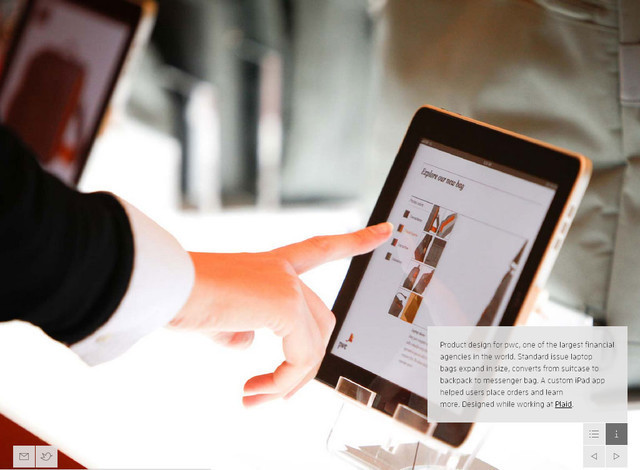 Explore our new bag
pwc
Product design for pwc, one of the largest financial
agencies in the world. Standard issue laptop
bags expand in size, converts from suitcase to
backpack to messenger bag. A custom iPad app
helped users place orders and learn
more. Designed while working at Plaid.